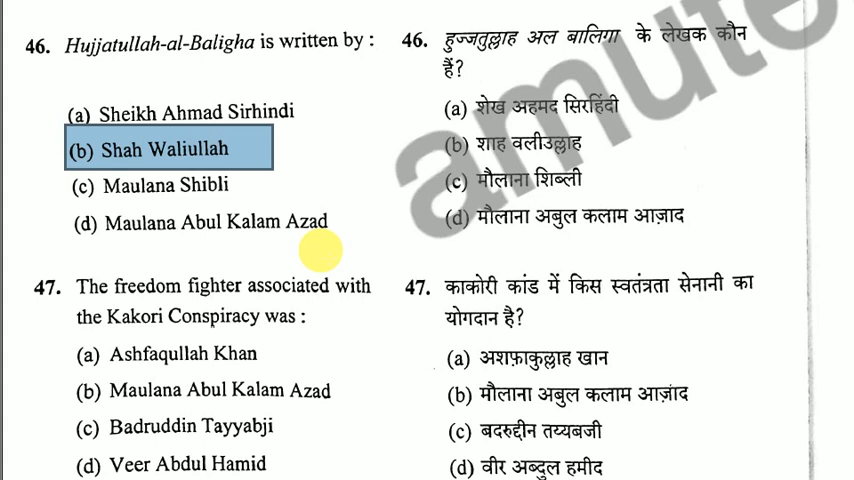 46. Hujjatullah-al-Baligha is written by :
(a) Sheikh Ahmad Sirhindi
(b) Shah Waliullah
(c) Maulana Shibli
(d) Maulana Abul Kalam Azad
47. The freedom fighter associated with
the Kakori Conspiracy was :
(a) Ashfaqullah Khan
(b) Maulana Abul Kalam Azad
(c) Badruddin Tayyabji
(d) Veer Abdul Hamid
46. हुज्जतुल्लाह अल बालिगा के लेखक कौन
हैं?
(a) शेख अहमद सिरहिंदी
(b) शाह वलीउल्लाह
(c) मौलाना शिब्ली
(d) मौलाना अबुल कलाम आज़ाद
47. काकोरी कांड में किस स्वतंत्रता सेनानी का
योगदान है?
(a) अशफ़ाकुल्लाह खान
(b) मौलाना अबुल कलाम आज़ाद
(c) बदरुद्दीन तय्यबजी
(d) वीर अब्दुल हमीद
amute